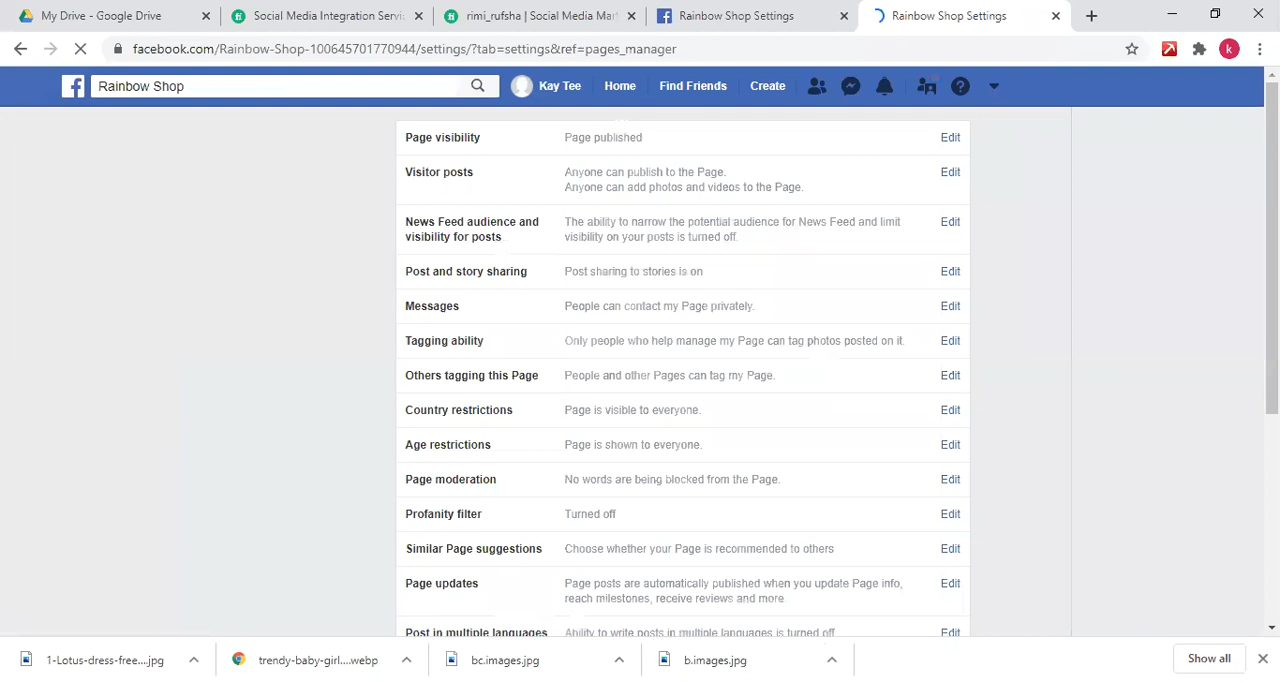 My Drive - Google Drive
Social Media Integration Servi
rimi_rufsha | Social Media Mar
Rainbow Shop Settings
Rainbow Shop Settings
facebook.com/Rainbow-Shop-100645701770944/settings/?tab=settings&ref=pages_manager
k
Rainbow Shop
Kay Tee
Home
Find Friends
Create
Page visibility
Page published
Edit
Visitor posts
Anyone can publish to the Page.
Anyone can add photos and videos to the Page.
Edit
News Feed audience and
visibility for posts
The ability to narrow the potential audience for News Feed and limit
visibility on your posts is turned off.
Edit
Post and story sharing
Post sharing to stories is on
Edit
Messages
People can contact my Page privately.
Edit
Tagging ability
Only people who help manage my Page can tag photos posted on it.
Edit
Others tagging this Page
People and other Pages can tag my Page.
Edit
Country restrictions
Page is visible to everyone.
Edit
Age restrictions
Page is shown to everyone.
Edit
Page moderation
No words are being blocked from the Page.
Edit
Profanity filter
Turned off
Edit
Similar Page suggestions
Choose whether your Page is recommended to others
Edit
Page updates
Page posts are automatically published when you update Page info,
reach milestones, receive reviews and more.
Edit
Post in multiple languages
Ability to write posts in multiple languages is turned off
Edit
1-Lotus-dress-free....jpg
trendy-baby-girl....webp
bc.images.jpg
b.images.jpg
Show all